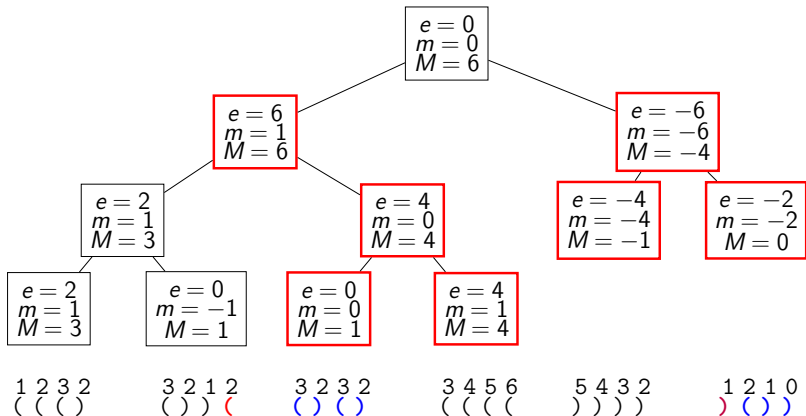 e = 0
m = 0
M = 6
e = 6
m = 1
M = 6
e = −6
m = −6
M = −4
e = 2
m = 1
M = 3
e = 4
m = 0
M = 4
e = −4
m = −4
M = −1
e = −2
m = −2
M = 0
e = 2
m = 1
M = 3
e = 0
m = −1
M = 1
e = 0
m = 0
M = 1
e = 4
m = 1
M = 4
1 2 3 2 3 2 1 2 3 2 3 2 3 4 5 6 5 4 3 2 1 2 1 0
( ( ( ) ( ) ) ( ( ) ( ) ( ( ( ( ) ) ) ) ) ( ) )